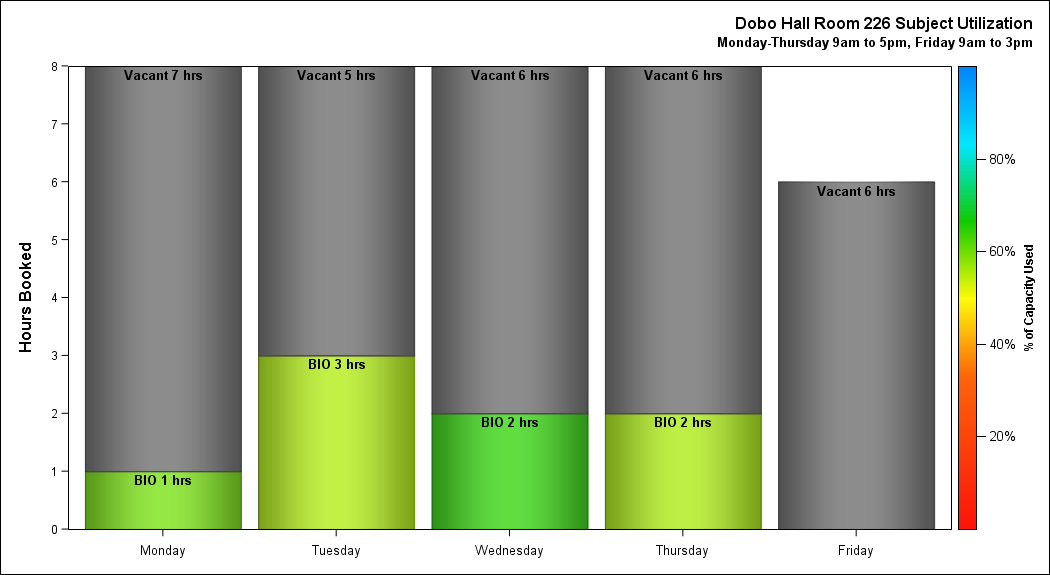 Dobo Hall Room 226 Subject Utilization
Monday-Thursday 9am to 5pm, Friday 9am to 3pm
Hours Booked
8
7
6
5
4
3
2
1
0
Vacant 7 hrs
BIO 1 hrs
Vacant 5 hrs
BIO 3 hrs
Vacant 6 hrs
BIO 2 hrs
Vacant 6 hrs
BIO 2 hrs
Vacant 6 hrs
Monday
Tuesday
Wednesday
Thursday
Friday
80%
60%
40%
20%
% of Capacity Used